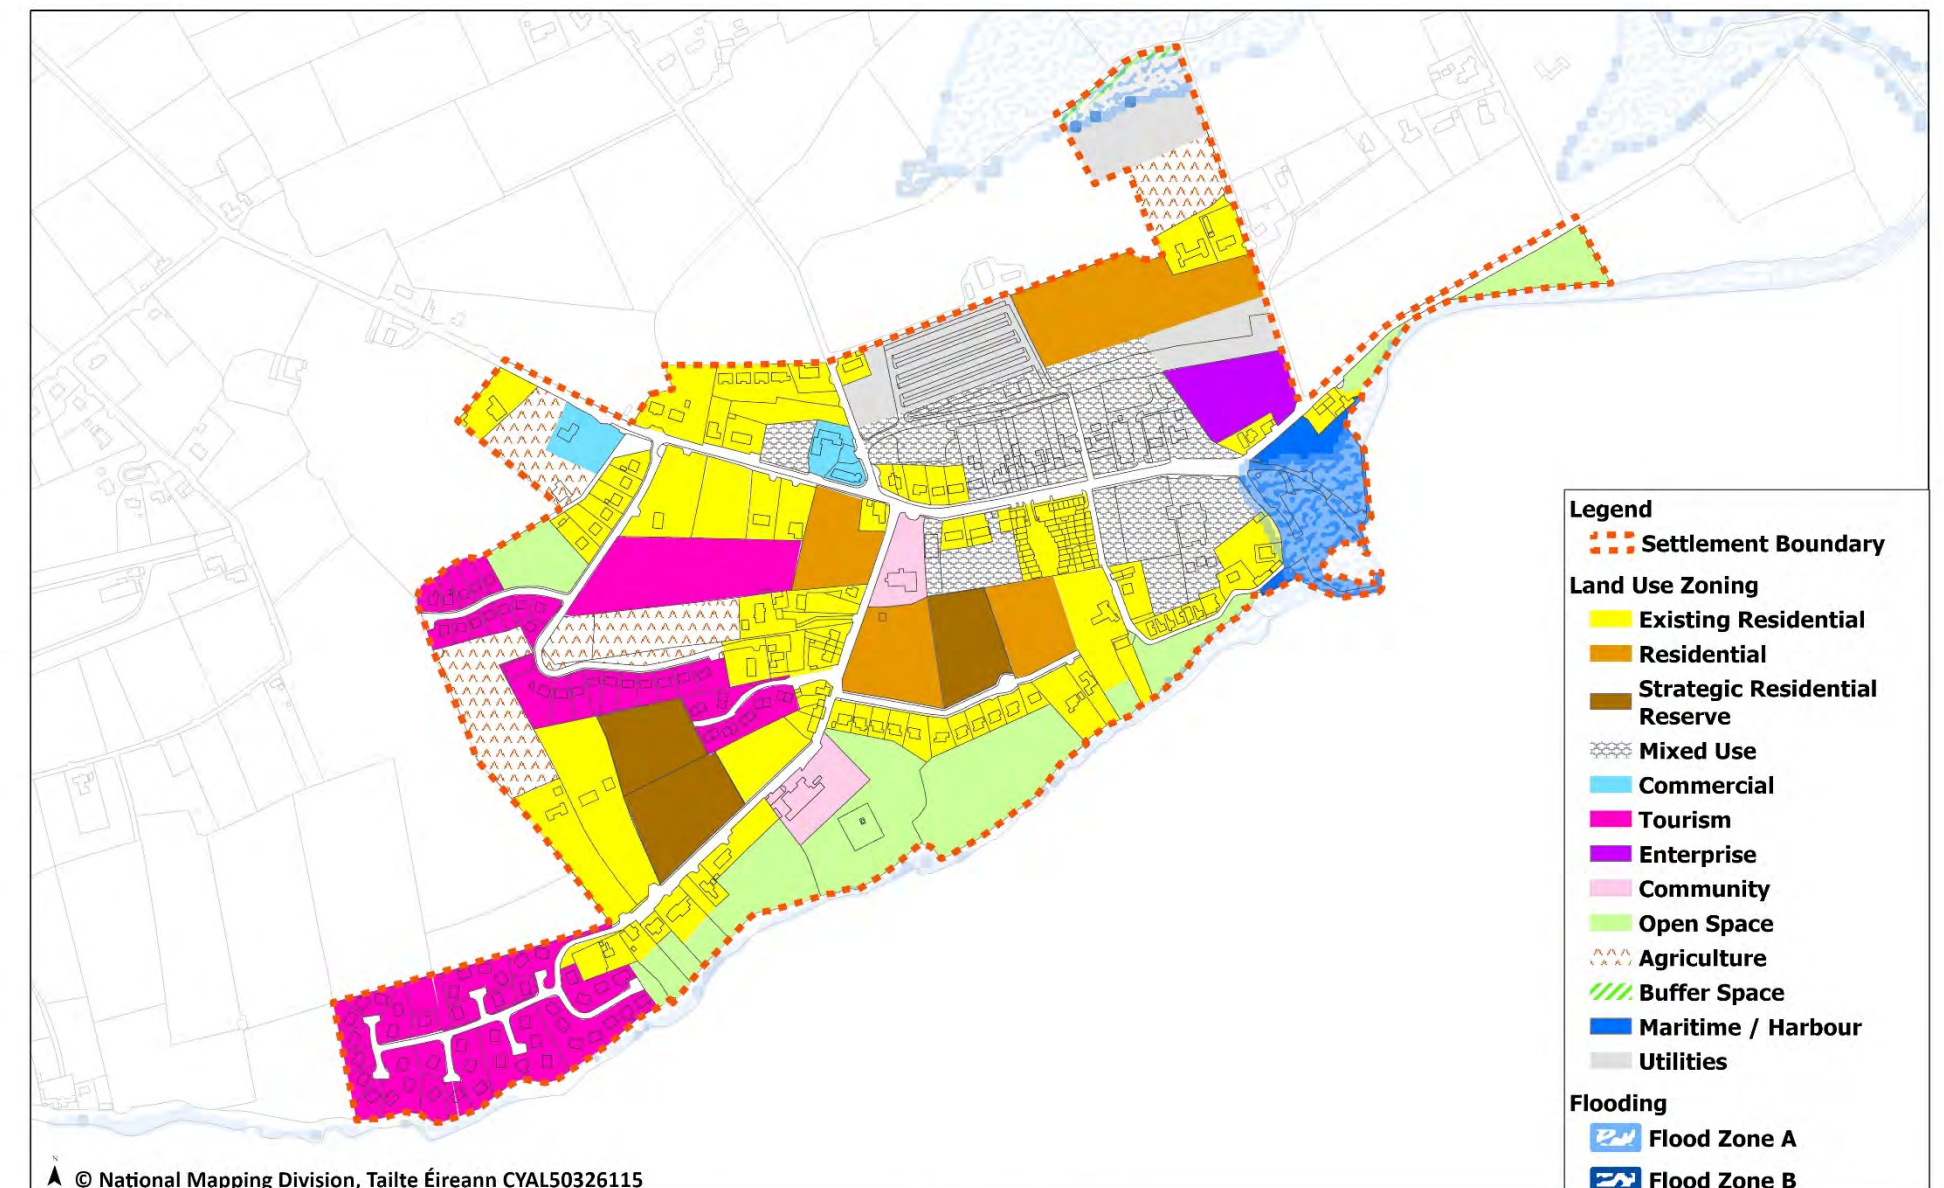 Legend
Settlement Boundary
Land Use Zoning
Existing Residential
Residential
Strategic Residential
Reserve
Mixed Use
Commercial
Tourism
Enterprise
Community
Open Space
Agriculture
Buffer Space
Maritime / Harbour
Utilities
Flooding
Flood Zone A
Flood Zone B
N
© National Mapping Division, Tailte Éireann CYAL50326115